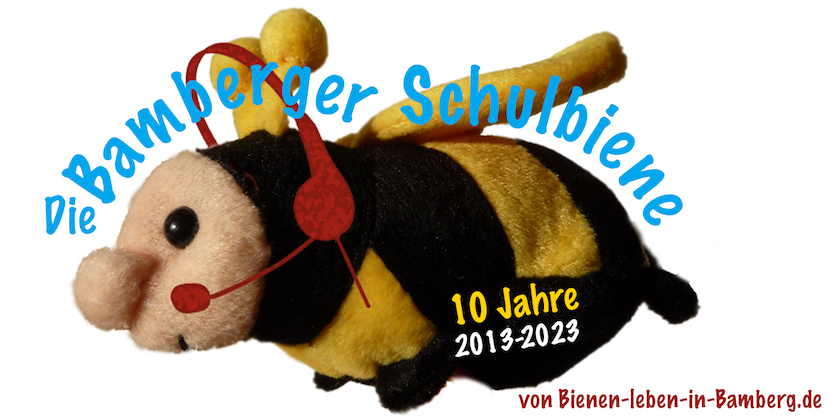 Die Bamberger Schulbiene
10 Jahre
2013-2023
von Bienen-leben-in-Bamberg.de